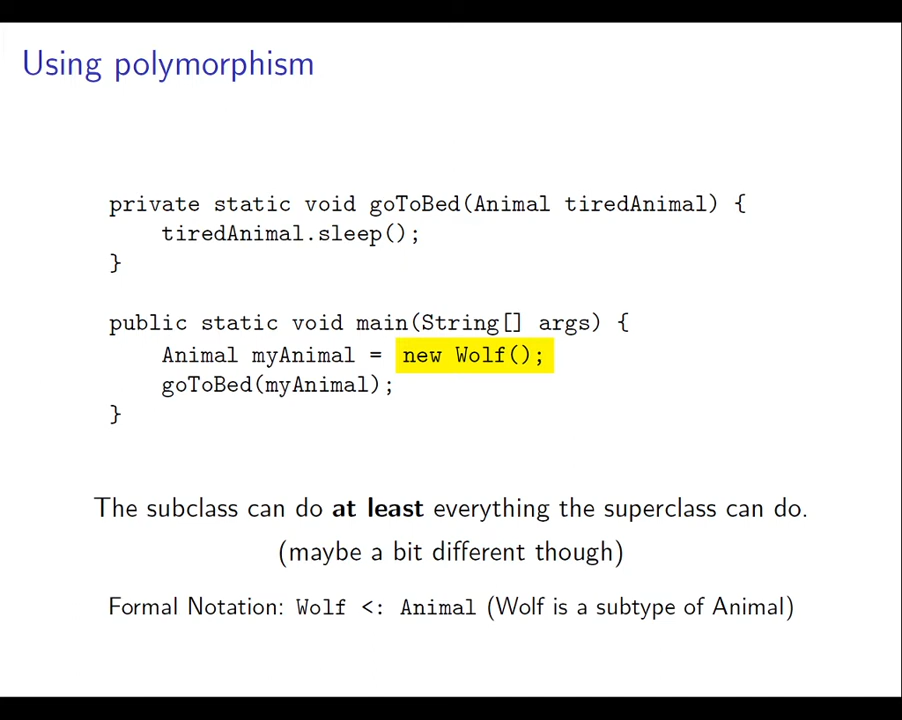 Using polymorphism
private static void goToBed(Animal tiredAnimal) {
tiredAnimal.sleep();
}
public static void main(String[] args) {
Animal myAnimal = new Wolf();
goToBed(myAnimal);
}
The subclass can do at least everything the superclass can do.
(maybe a bit different though)
Formal Notation: Wolf <: Animal (Wolf is a subtype of Animal)